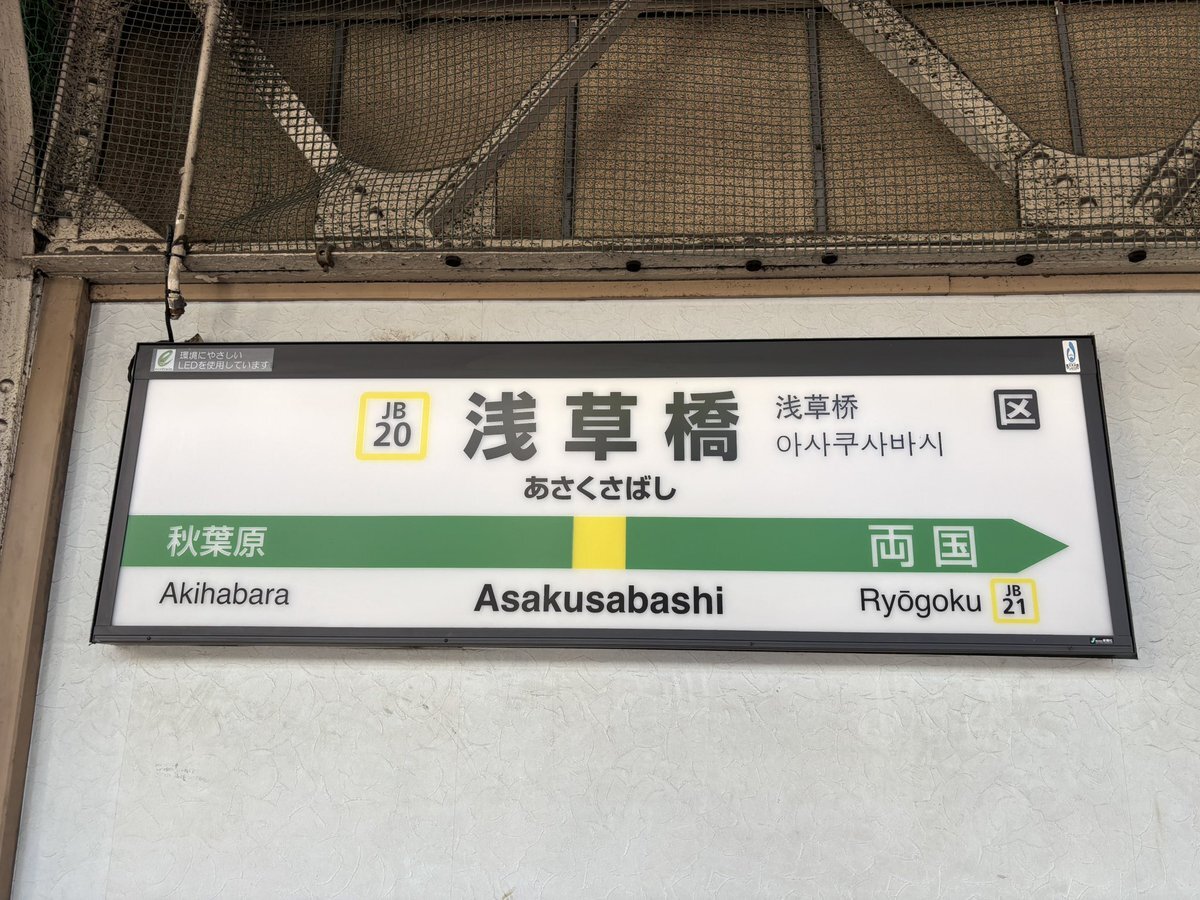 環境にやさしい
LEDを使用しています
JB
20
浅草橋
浅草桥
아사쿠사바시
区
あさくさばし
秋葉原
両国
Akihabara
Asakusabashi
Ryōgoku
JB
21